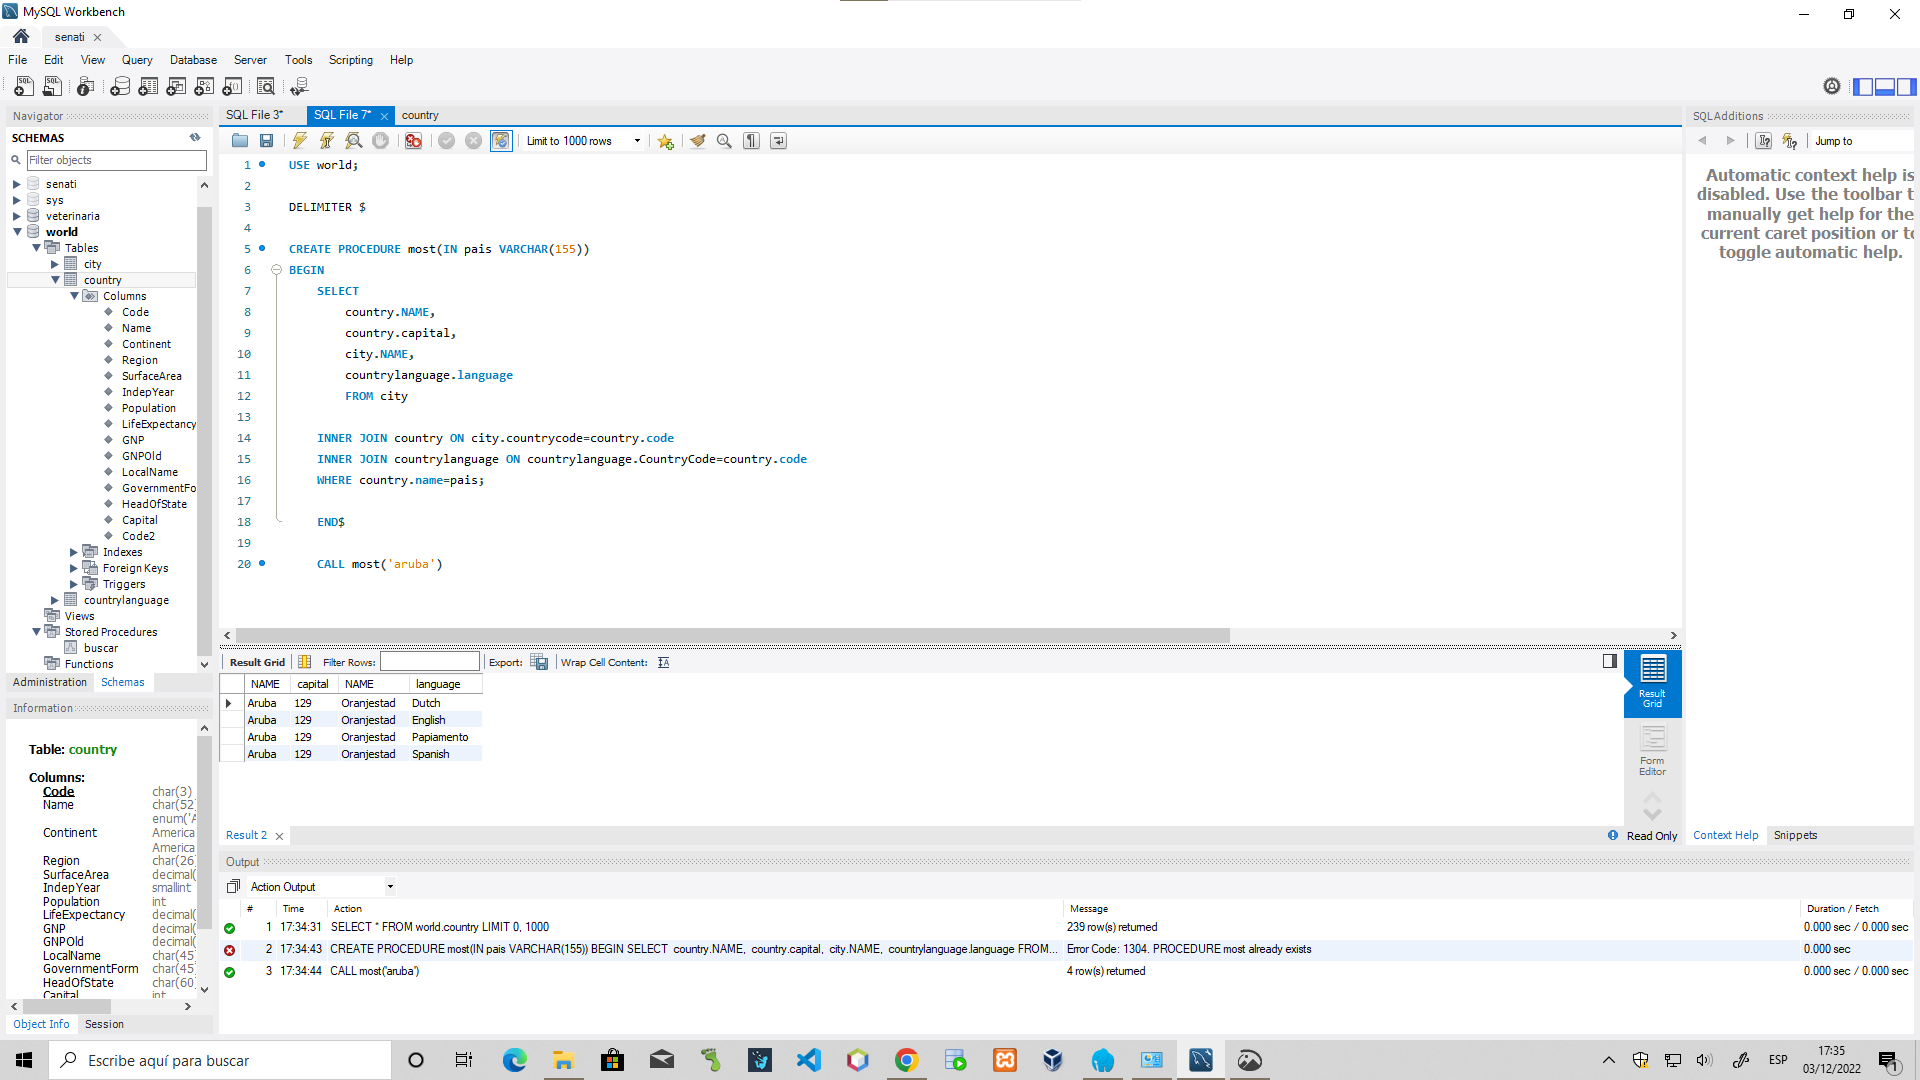 MySQL Workbench
senati
File Edit View Query Database Server Tools Scripting Help
Navigator
SCHEMAS
Filter objects
senati
sys
veterinaria
world
Tables
city
country
Columns
Code
Name
Continent
Region
SurfaceArea
IndepYear
Population
LifeExpectancy
GNP
GNPOld
LocalName
GovernmentFo
HeadOfState
Capital
Code2
Indexes
Foreign Keys
Triggers
countrylanguage
Views
Stored Procedures
buscar
Functions
Administration Schemas
Information
Table: country
Columns:
Code char(3)
Name char(52)
enum('A
Continent America
America
Region char(26)
SurfaceArea decimal(
IndepYear smallint
Population int
LifeExpectancy decimal(
GNP decimal(
GNPOld decimal(
LocalName char(45)
GovernmentForm char(45)
HeadOfState char(60)
Capital int
Object Info Session
SQL File 3* SQL File 7* country
Limit to 1000 rows
1 USE world;
2
3 DELIMITER $
4
5 CREATE PROCEDURE most(IN pais VARCHAR(155))
6 BEGIN
7 SELECT
8 country.NAME,
9 country.capital,
10 city.NAME,
11 countrylanguage.language
12 FROM city
13
14 INNER JOIN country ON city.countrycode=country.code
15 INNER JOIN countrylanguage ON countrylanguage.CountryCode=country.code
16 WHERE country.name=pais;
17
18 END$
19
20 CALL most('aruba')
Result Grid Filter Rows: Export: Wrap Cell Content:
NAME capital NAME language
Aruba 129 Oranjestad Dutch
Aruba 129 Oranjestad English
Aruba 129 Oranjestad Papiamento
Aruba 129 Oranjestad Spanish
Result Grid
Form Editor
Result 2
Read Only
SQLAdditions
Jump to
Automatic context help is
disabled. Use the toolbar t
manually get help for the
current caret position or to
toggle automatic help.
Context Help Snippets
Output
Action Output
# Time Action Message Duration / Fetch
1 17:34:31 SELECT * FROM world.country LIMIT 0, 1000 239 row(s) returned 0.000 sec / 0.000 sec
2 17:34:43 CREATE PROCEDURE most(IN pais VARCHAR(155)) BEGIN SELECT country.NAME, country.capital, city.NAME, countrylanguage.language FROM... Error Code: 1304. PROCEDURE most already exists 0.000 sec
3 17:34:44 CALL most('aruba') 4 row(s) returned 0.000 sec / 0.000 sec
Escribe aquí para buscar
ESP
17:35
03/12/2022
1